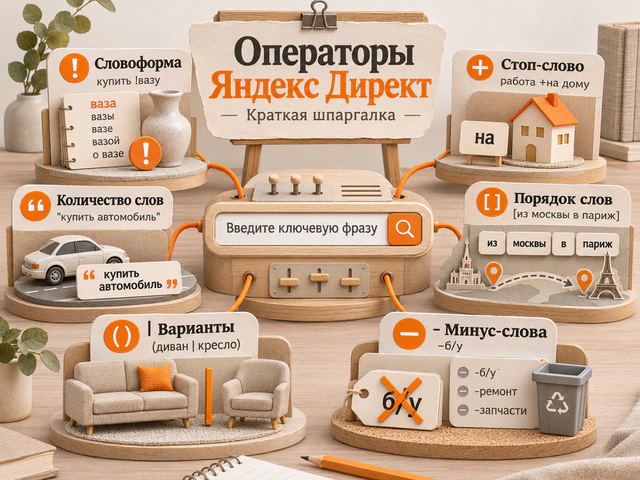 Операторы
Яндекс Директ
— Краткая шпаргалка —
! Словоформа
купить !вазу
ваза
вазы
вазе
вазой
о вазе
!
+ Стоп-слово
работа +на дому
на
“ Количество слов
"купить автомобиль"
“ купить
автомобиль ”
Введите ключевую фразу
[ ] Порядок слов
[из москвы в париж]
из москвы в париж
( ) | Варианты
(диван | кресло)
– – Минус-слова
–б/у
б/у
-б/у
-ремонт
-запчасти